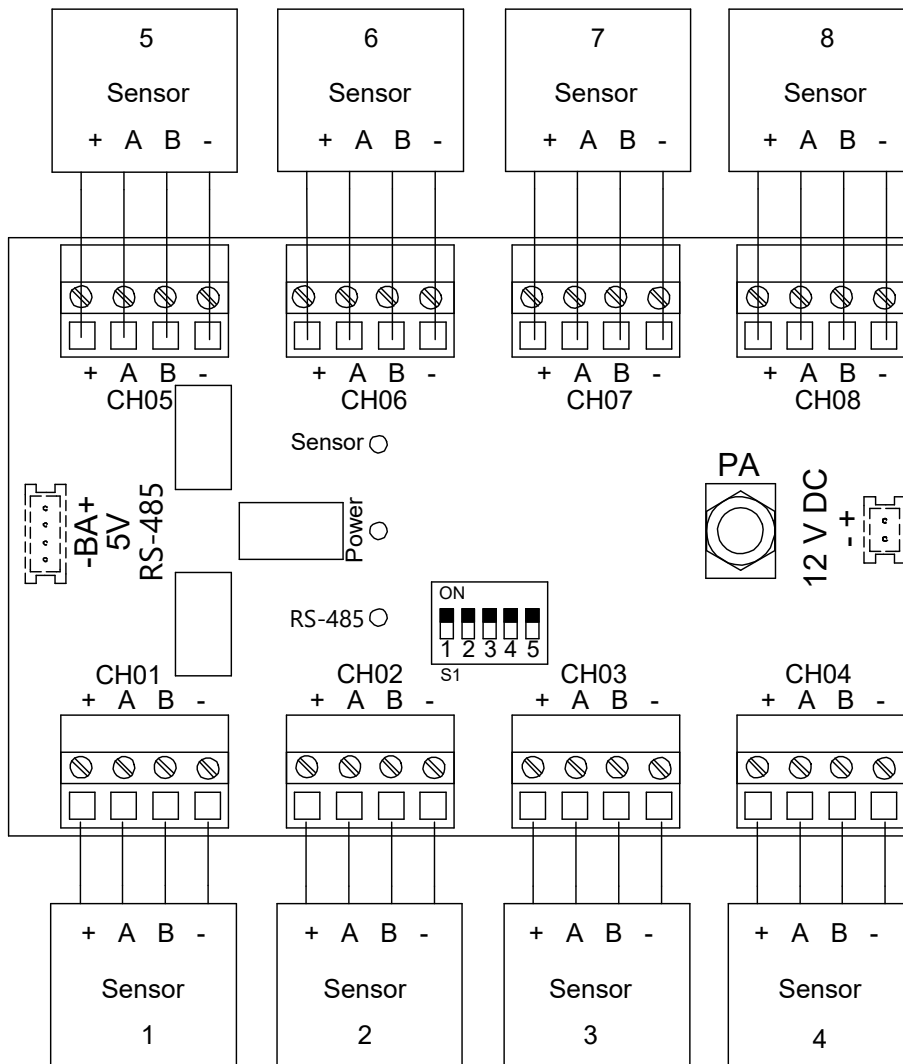 5 6 7 8
Sensor Sensor Sensor Sensor
+ A B - + A B - + A B - + A B -
+ A B - + A B - + A B - + A B -
CH05 CH06 CH07 CH08
Sensor
-BA+
5V
RS-485
Power
PA
12 V DC
- +
RS-485
ON
1 2 3 4 5
S1
CH01 CH02 CH03 CH04
+ A B - + A B - + A B - + A B -
+ A B - + A B - + A B - + A B -
Sensor Sensor Sensor Sensor
1 2 3 4